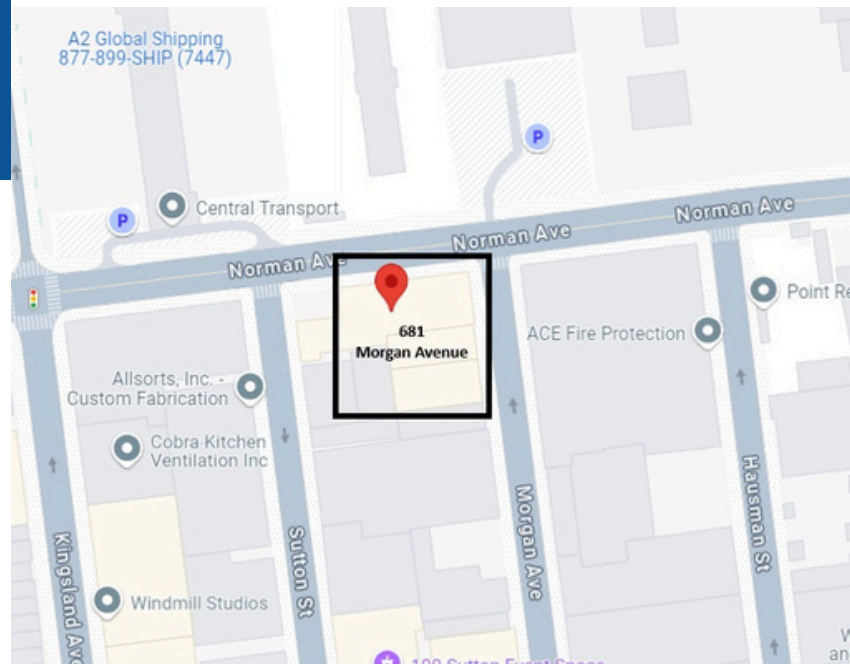 A2 Global Shipping
877-899-SHIP (7447)
P
Central Transport
P
Norman Ave
Norman Ave
Norman Ave
681
Morgan Avenue
Point Re
ACE Fire Protection
Allsorts, Inc. -
Custom Fabrication
Cobra Kitchen
Ventilation Inc
Kingsland Ave
Sutton St
Morgan Ave
Hausman St
Windmill Studios
100 Sutton Event Space
W
an